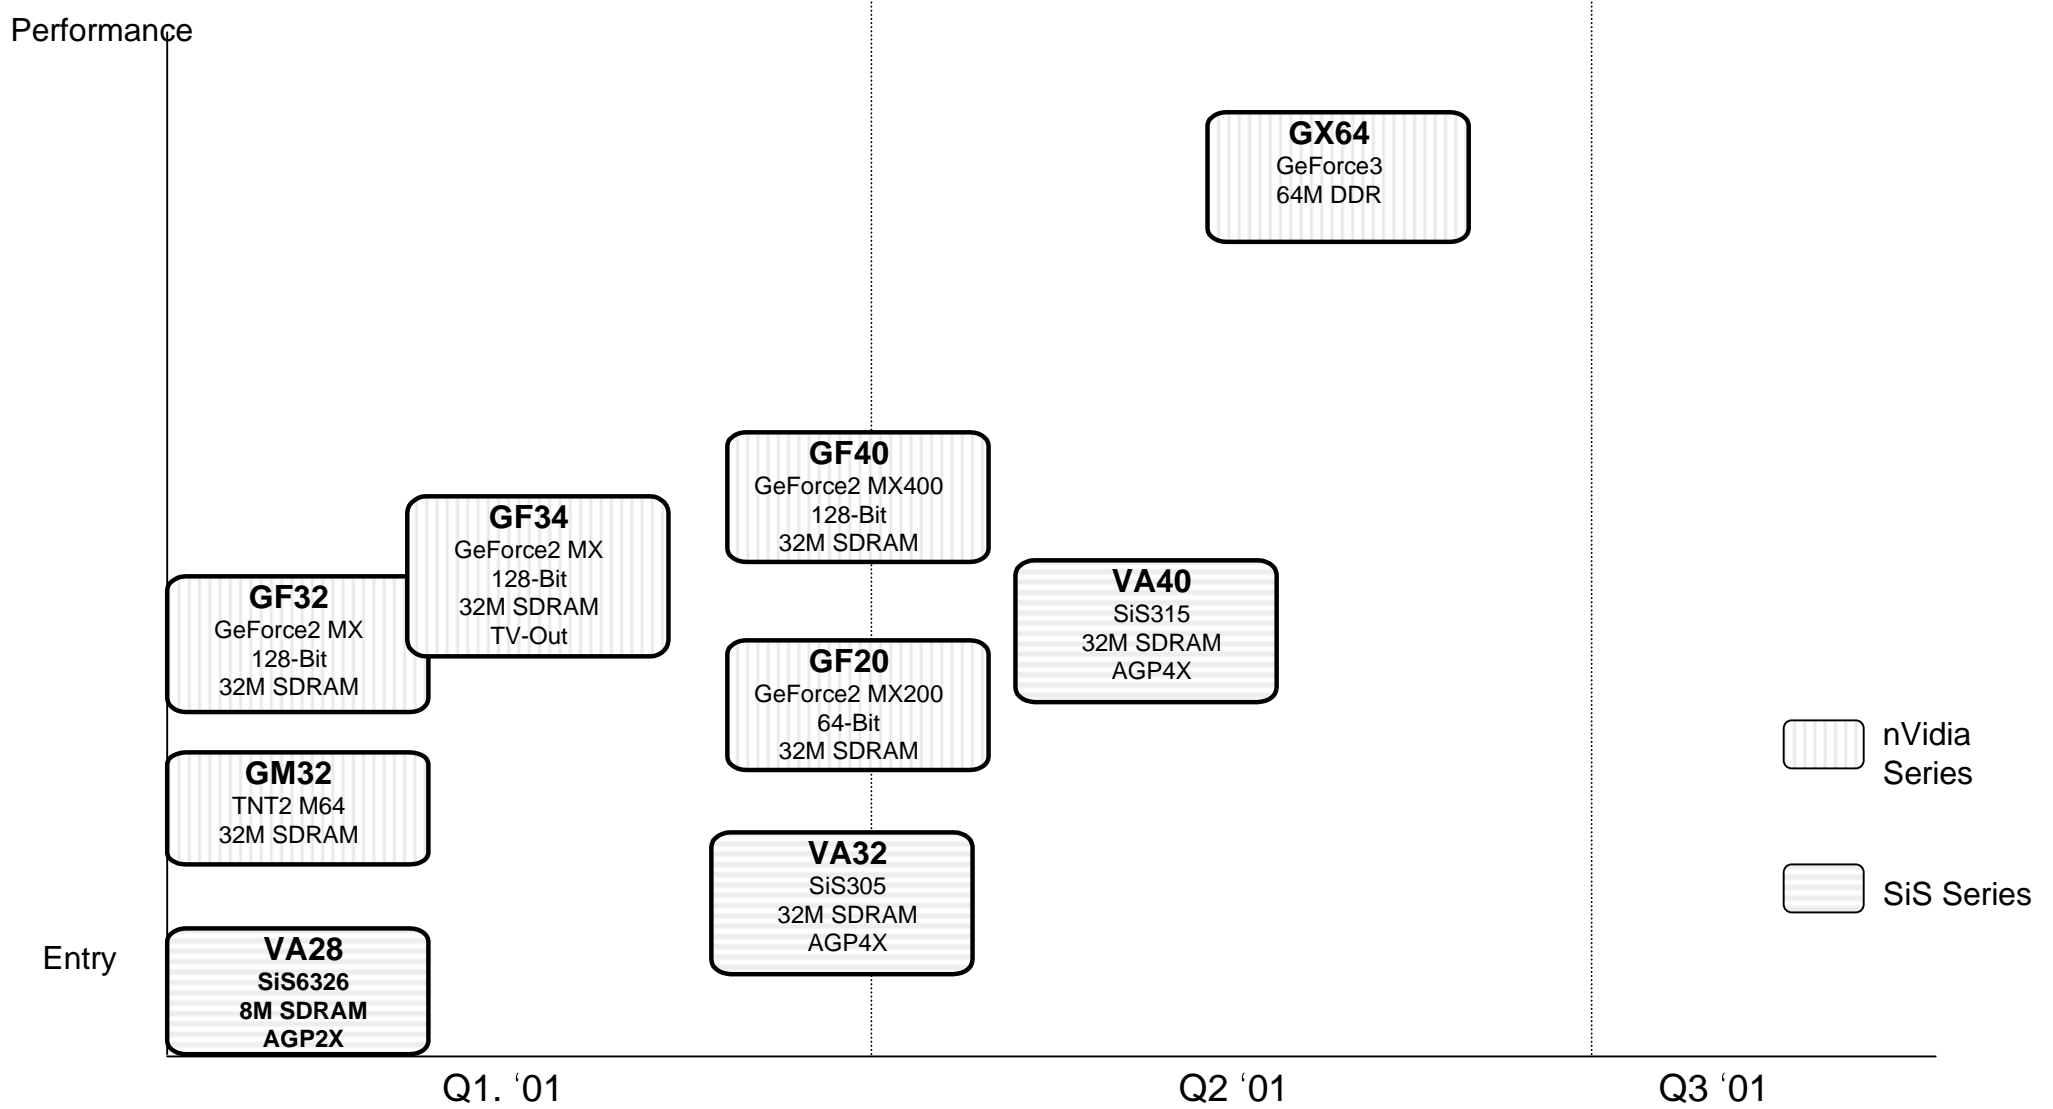 Performance
GX64
GeForce3
64M DDR
GF40
GeForce2 MX400
128-Bit
32M SDRAM
GF34
GeForce2 MX
128-Bit
32M SDRAM
TV-Out
VA40
SiS315
32M SDRAM
AGP4X
GF32
GeForce2 MX
128-Bit
32M SDRAM
GF20
GeForce2 MX200
64-Bit
32M SDRAM
nVidia
Series
GM32
TNT2 M64
32M SDRAM
VA32
SiS305
32M SDRAM
AGP4X
SiS Series
Entry
VA28
SiS6326
8M SDRAM
AGP2X
Q1. ‘01
Q2 ‘01
Q3 ‘01